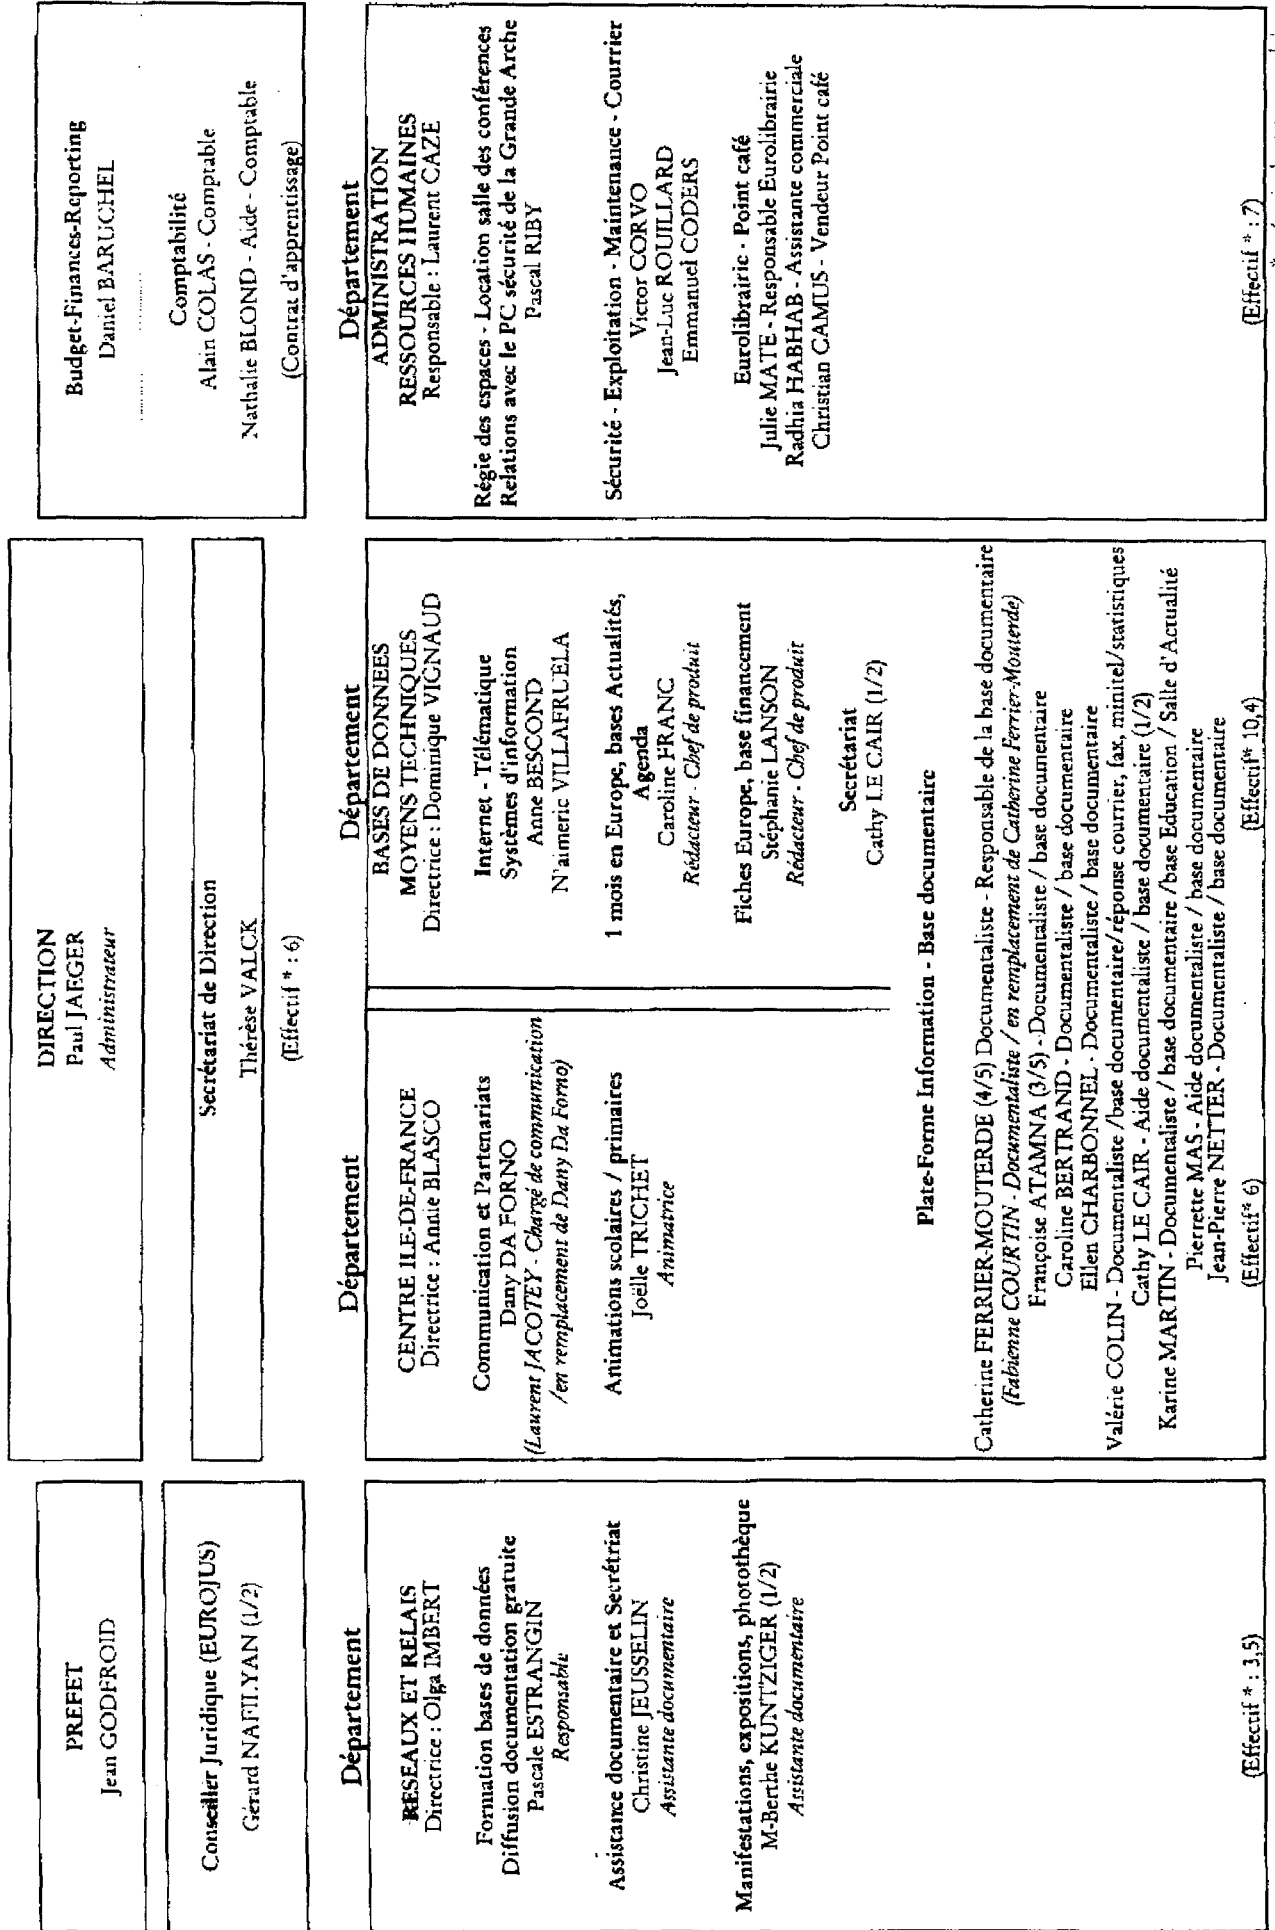 PREFET
Jean GODFROID
Conseiller Juridique (EUROJUS)
Gérard NAFILYAN (1/2)
DIRECTION
Paul JAEGER
Administrateur
Secrétariat de Direction
Thérèse VALCK
(Effectif * : 6)
Budget-Finances-Reporting
Daniel BARUCHEL
Comptabilité
Alain COLAS - Comptable
Nathalie BLOND - Aide - Comptable
(Contrat d'apprentissage)
Département
RESEAUX ET RELAIS
Directrice : Olga IMBERT
Formation bases de données
Diffusion documentation gratuite
Pascale ESTRANGIN
Responsable
Assistance documentaire et Secrétriat
Christine JEUSSELIN
Assistante documentaire
Manifestations, expositions, photothèque
M-Berthe KUNTZIGER (1/2)
Assistante documentaire
(Effectif * : 3,5)
Département
CENTRE ILE-DE-FRANCE
Directrice : Annie BLASCO
Communication et Partenariats
Dany DA FORNO
(Laurent JACOTEY - Chargé de communication
/en remplacement de Dany Da Forno)
Animations scolaires / primaires
Joëlle TRICHET
Animatrice
Département
BASES DE DONNEES
MOYENS TECHNIQUES
Directrice : Dominique VIGNAUD
Internet - Télématique
Systèmes d'information
Anne BESCOND
N'aimeric VILLAFRUELA
1 mois en Europe, bases Actualités,
Agenda
Caroline FRANC
Rédacteur - Chef de produit
Fiches Europe, base financement
Stéphanie LANSON
Rédacteur - Chef de produit
Secrétariat
Cathy LE CAIR (1/2)
Plate-Forme Information - Base documentaire
Catherine FERRIER-MOUTERDE (4/5) Documentaliste - Responsable de la base documentaire
(Fabienne COURTIN - Documentaliste / en remplacement de Catherine Ferrier-Mouterde)
Françoise ATAMNA (3/5) - Documentaliste / base documentaire
Caroline BERTRAND - Documentaliste / base documentaire
Ellen CHARBONNEL - Documentaliste / base documentaire
Valérie COLIN - Documentaliste /base documentaire/réponse courrier, fax, minitel/statistiques
Cathy LE CAIR - Aide documentaliste / base documentaire (1/2)
Karine MARTIN - Documentaliste / base documentaire /base Education / Salle d'Actualité
Pierrette MAS - Aide documentaliste / base documentaire
Jean-Pierre NETTER - Documentaliste / base documentaire
(Effectif* 6) (Effectif* 10,4)
Département
ADMINISTRATION
RESSOURCES HUMAINES
Responsable : Laurent CAZE
Régie des espaces - Location salle des conférences
Relations avec le PC sécurité de la Grande Arche
Pascal RIBY
Sécurité - Exploitation - Maintenance - Courrier
Victor CORVO
Jean-Luc ROUILLARD
Emmanuel CODERS
Eurolibrairie - Point café
Julie MATE - Responsable Eurolibrairie
Radhia HABHAB - Assistante commerciale
Christian CAMUS - Vendeur Point café
(Effectif * : 7)